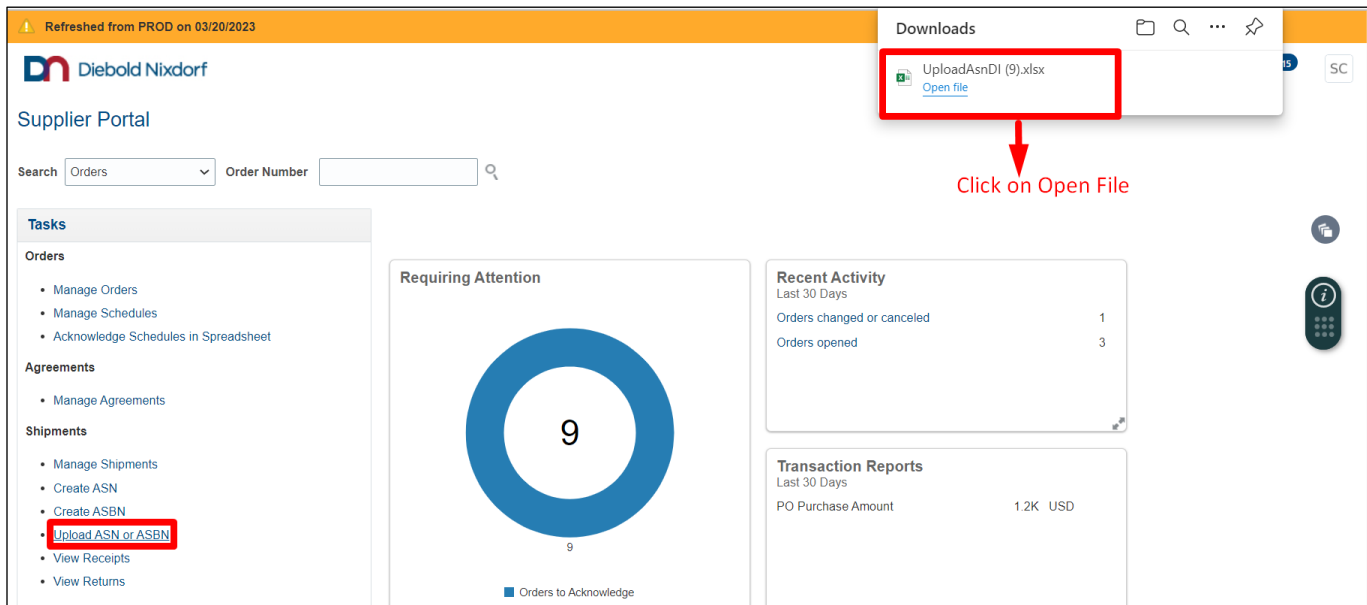 Refreshed from PROD on 03/20/2023
Downloads
UploadAsnDI (9).xlsx
Open file
15
SC
DN Diebold Nixdorf
Supplier Portal
Search Orders Order Number
Click on Open File
Tasks
Orders
Manage Orders
Manage Schedules
Acknowledge Schedules in Spreadsheet
Agreements
Manage Agreements
Shipments
Manage Shipments
Create ASN
Create ASBN
Upload ASN or ASBN
View Receipts
View Returns
Requiring Attention
9
9
Orders to Acknowledge
Recent Activity
Last 30 Days
Orders changed or canceled 1
Orders opened 3
Transaction Reports
Last 30 Days
PO Purchase Amount 1.2K USD